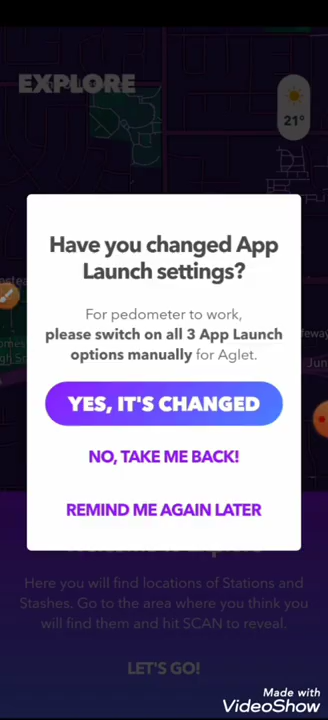 EXPLORE
21°
Have you changed App
Launch settings?
For pedometer to work,
please switch on all 3 App Launch
options manually for Aglet.
YES, IT'S CHANGED
NO, TAKE ME BACK!
REMIND ME AGAIN LATER
Here you will find locations of Stations and
Stashes. Go to the area where you think you
will find them and hit SCAN to reveal.
LET'S GO!
Made with
VideoShow